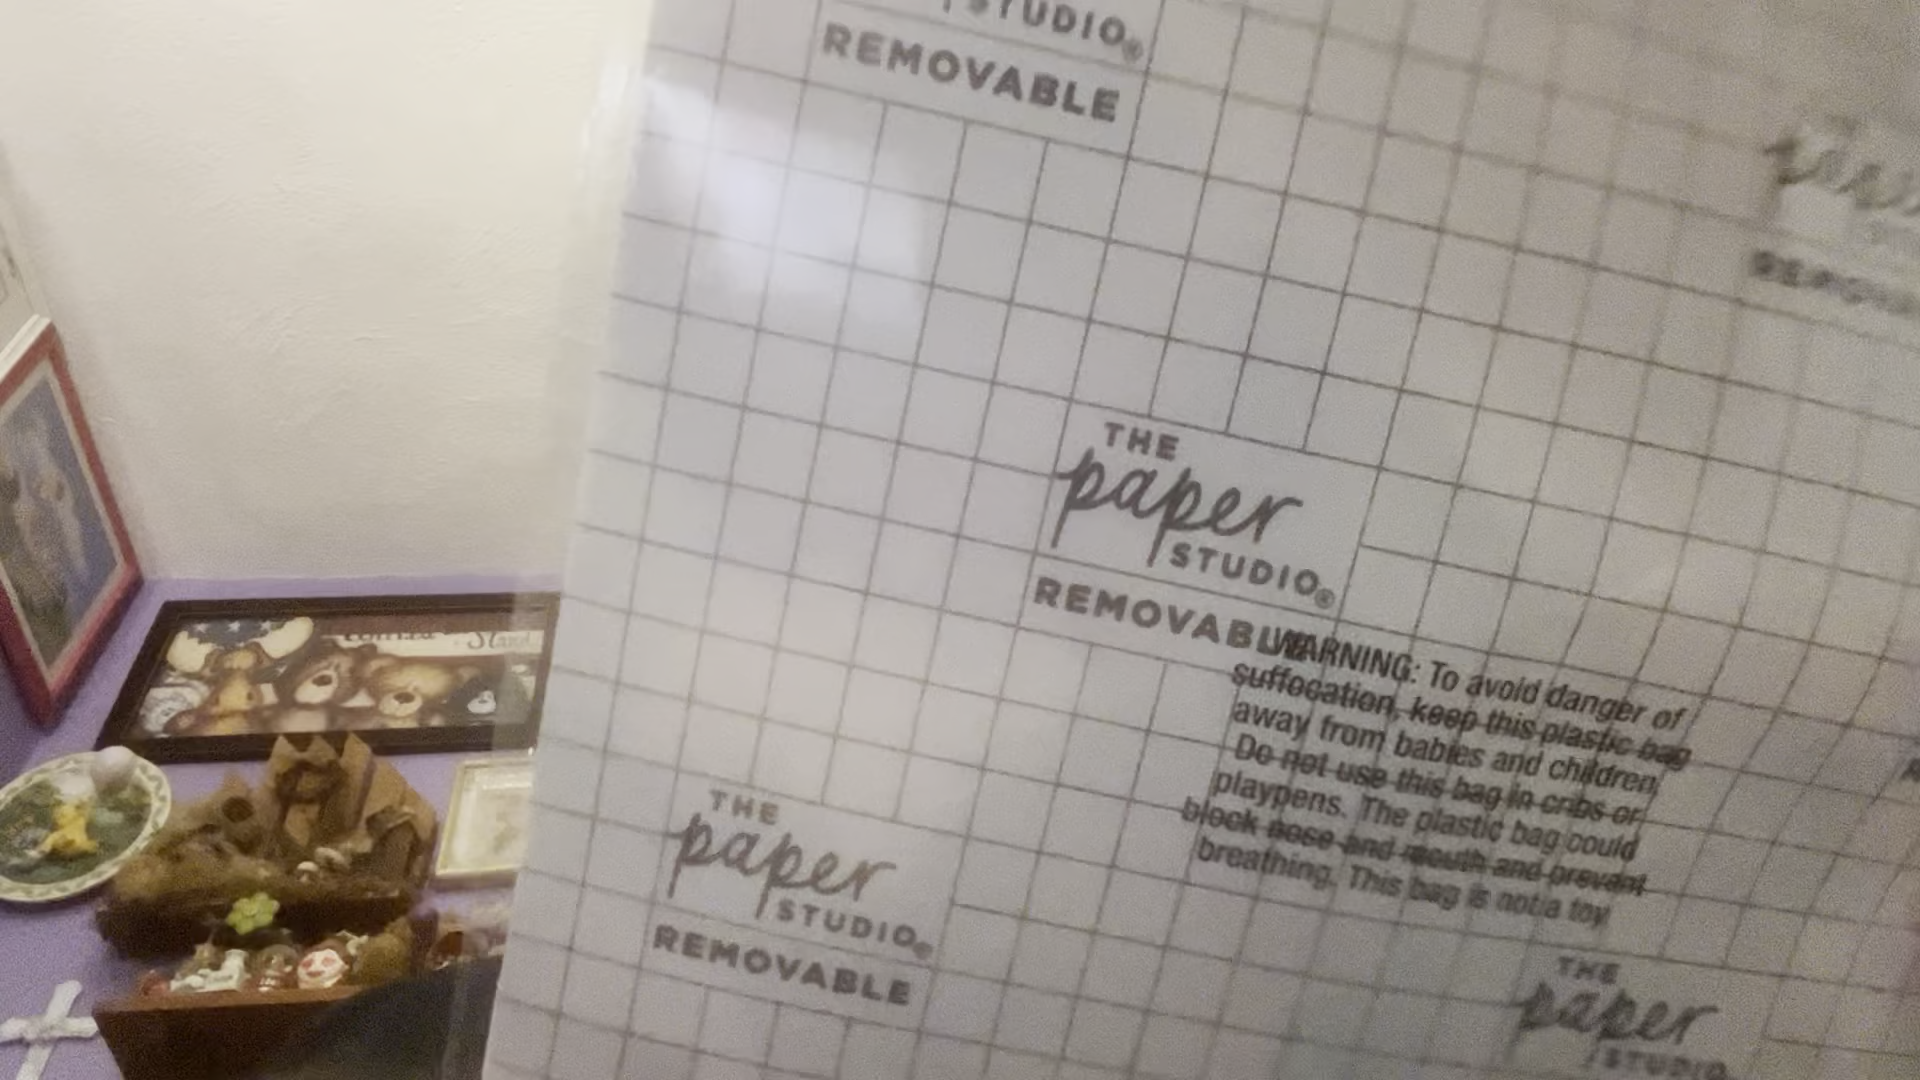 STUDIO®
REMOVABLE
THE
paper
STUDIO®
REMOVABLE
WARNING: To avoid danger of
suffocation, keep this plastic bag
away from babies and children.
Do not use this bag in cribs or
playpens. The plastic bag could
block nose and mouth and prevent
breathing. This bag is not a toy
THE
paper
STUDIO®
REMOVABLE
THE
paper
STUDIO